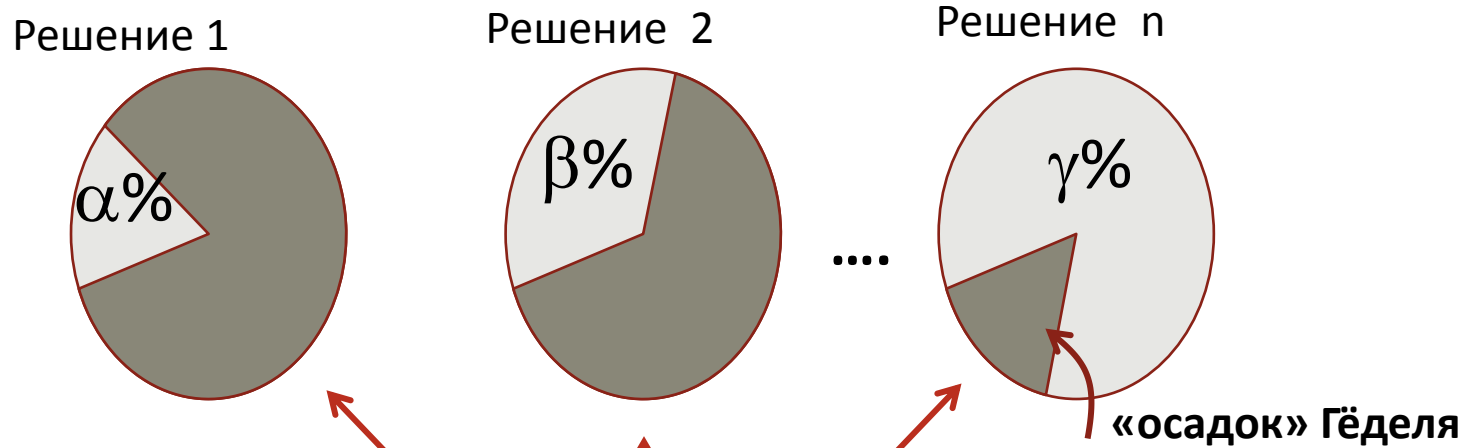 Решение 1
Решение 2
Решение n
α%
β%
γ%
....
«осадок» Гёделя